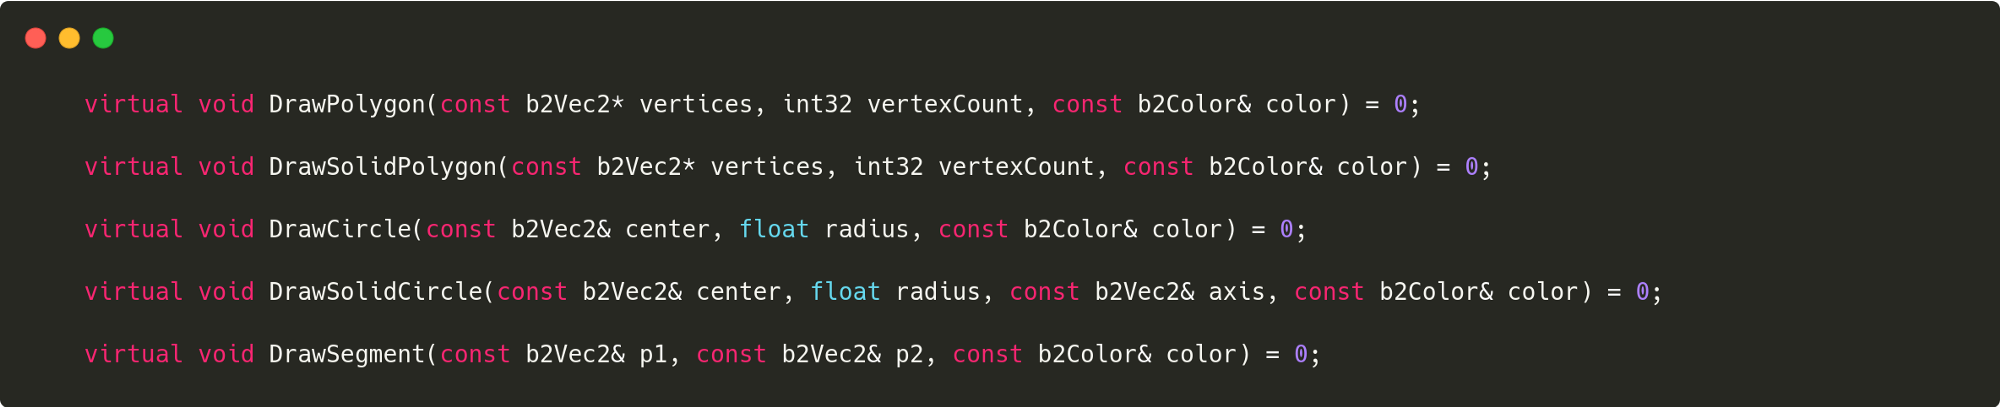 virtual void DrawPolygon(const b2Vec2* vertices, int32 vertexCount, const b2Color& color) = 0;
virtual void DrawSolidPolygon(const b2Vec2* vertices, int32 vertexCount, const b2Color& color) = 0;
virtual void DrawCircle(const b2Vec2& center, float radius, const b2Color& color) = 0;
virtual void DrawSolidCircle(const b2Vec2& center, float radius, const b2Vec2& axis, const b2Color& color) = 0;
virtual void DrawSegment(const b2Vec2& p1, const b2Vec2& p2, const b2Color& color) = 0;